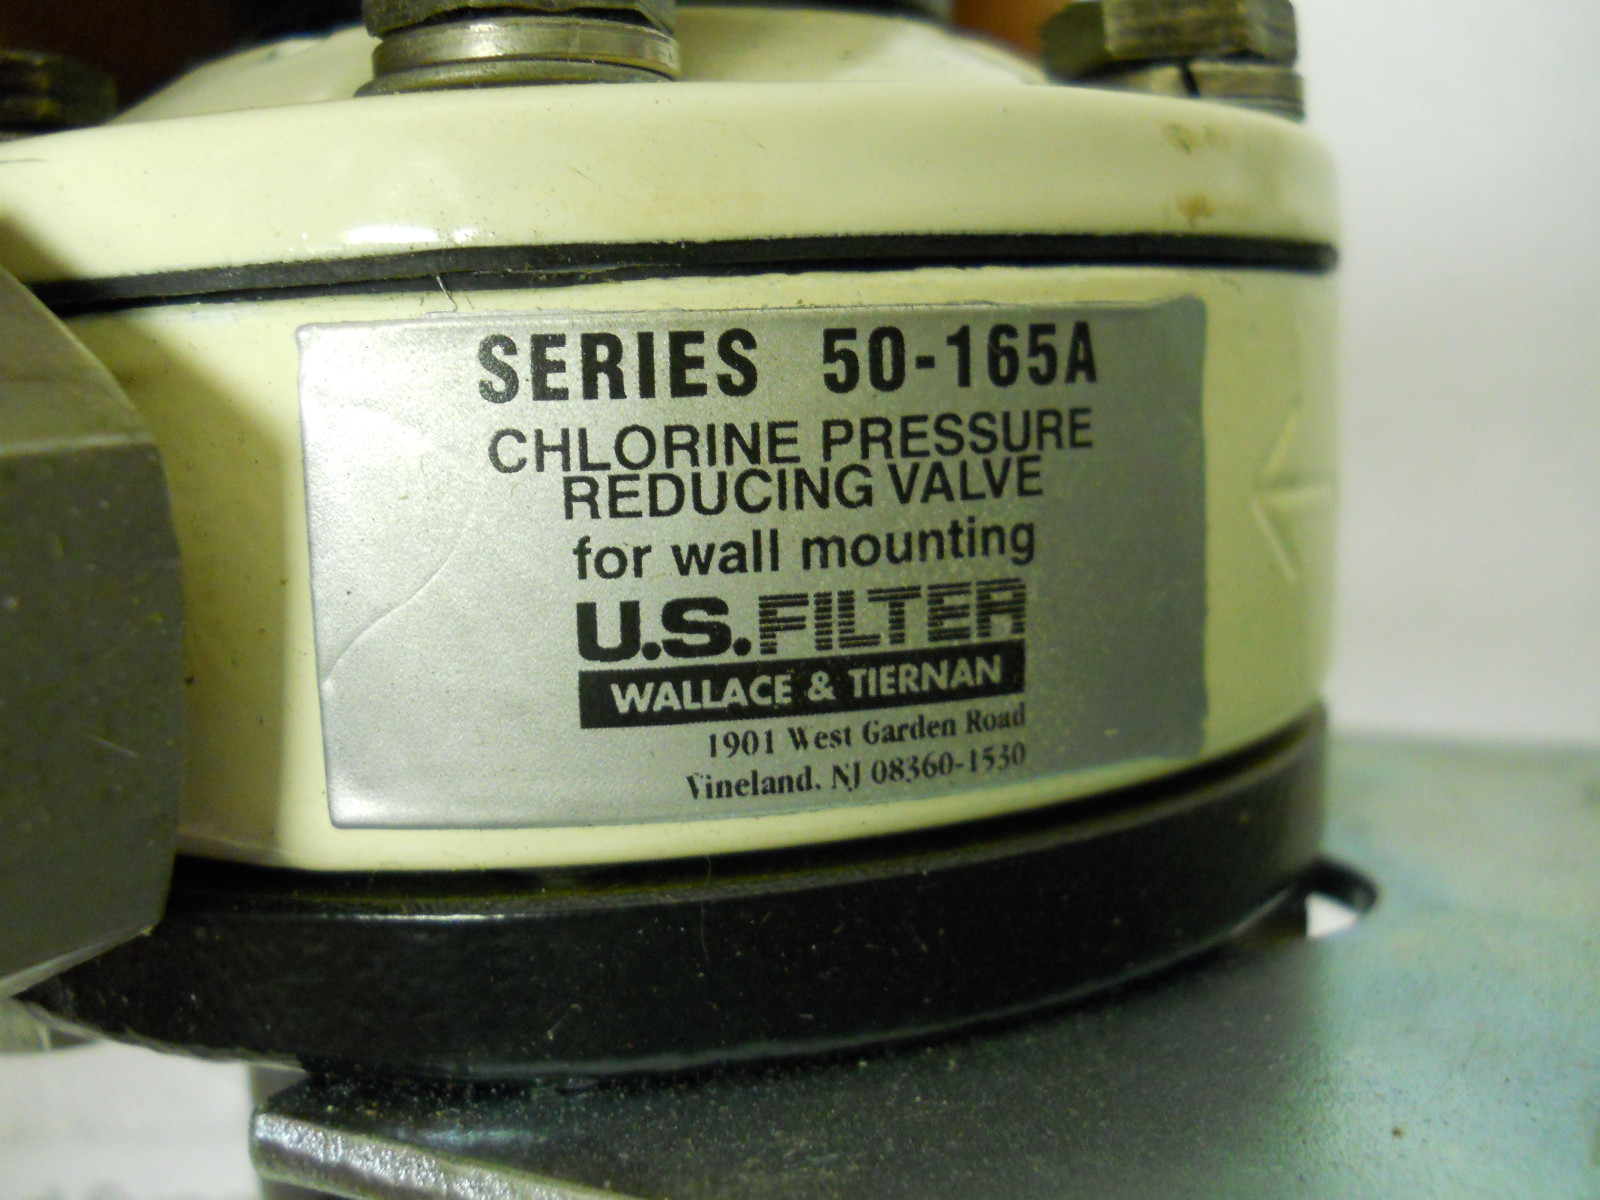 SERIES 50-165A
CHLORINE PRESSURE
REDUCING VALVE
for wall mounting
U.S.FILTER
WALLACE & TIERNAN
1901 West Garden Road
Vineland, NJ 08360-1530